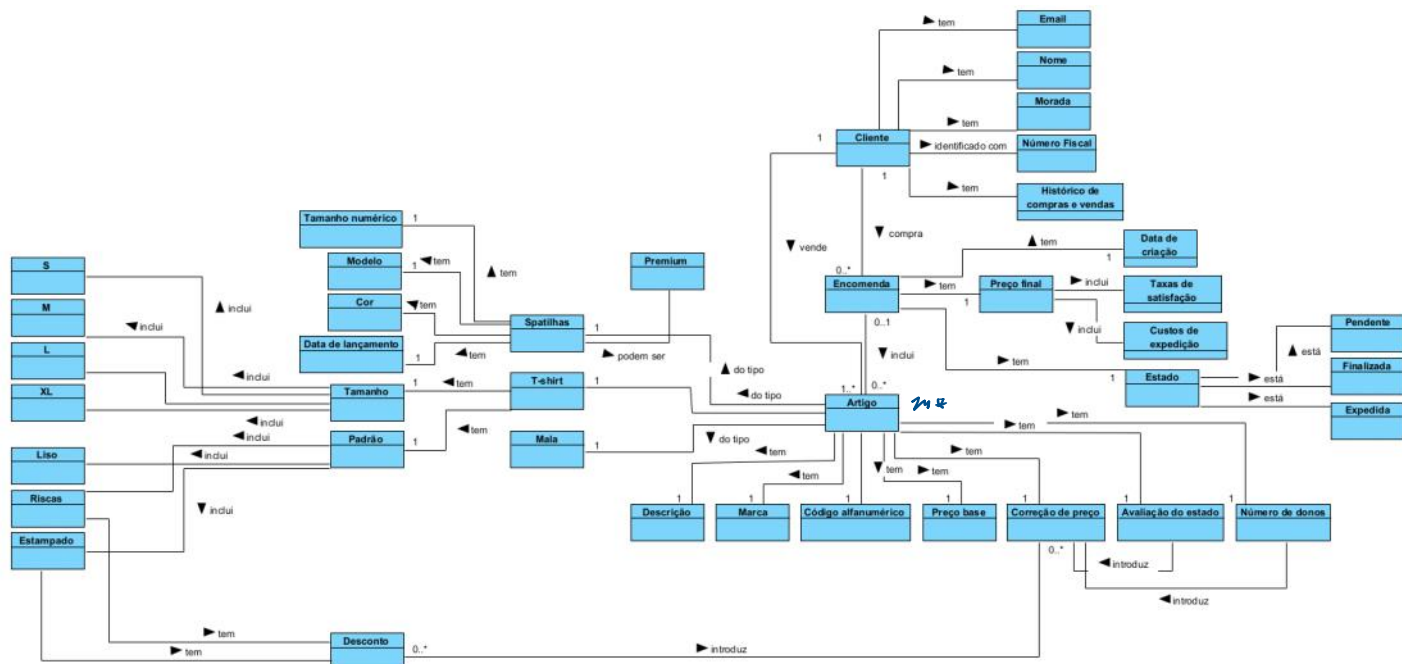 Email
tem
Nome
tem
Morada
tem
1
Cliente
identificado com
Número Fiscal
1
tem
Histórico de
compras e vendas
Tamanho numérico
1
vende
compra
tem
Data de
criação
1
S
Modelo
1
tem
tem
Premium
0..*
Encomenda
tem
Preço final
1
inclui
Taxas de
satisfação
M
inclui
Cor
tem
Spatilhas
1
0..1
inclui
Custos de
expedição
Pendente
inclui
Data de lançamento
1
tem
podem ser
inclui
tem
está
L
inclui
T-shirt
1
do tipo
1
Estado
está
Finalizada
XL
Tamanho
1
tem
do tipo
1..*
0..*
Artigo
está
Expedida
inclui
inclui
Padrão
1
tem
Mala
1
do tipo
tem
tem
tem
Liso
inclui
tem
tem
tem
tem
Riscas
inclui
1
Descrição
1
Marca
1
Código alfanumérico
1
Preço base
1
Correção de preço
1
Avaliação do estado
1
Número de donos
Estampado
0..*
introduz
introduz
tem
Desconto
0..*
introduz
tem